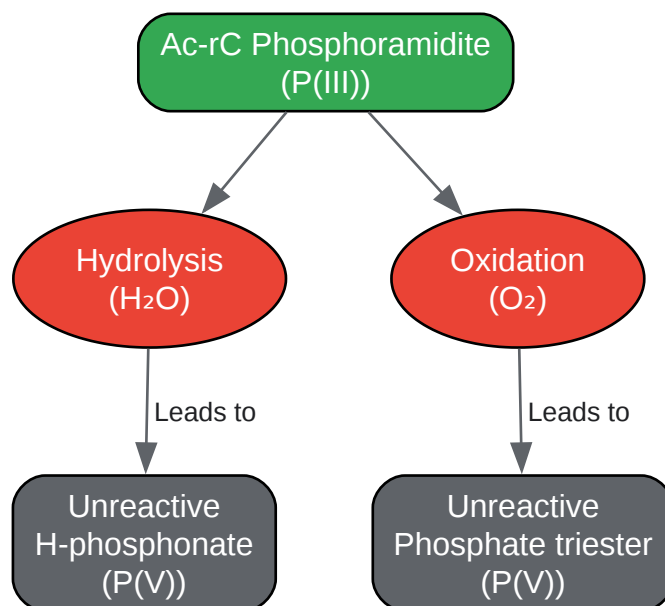 Ac-rC Phosphoramidite
(P(III))
Hydrolysis
(H₂O)
Oxidation
(O₂)
Leads to
Leads to
Unreactive
H-phosphonate
(P(V))
Unreactive
Phosphate triester
(P(V))